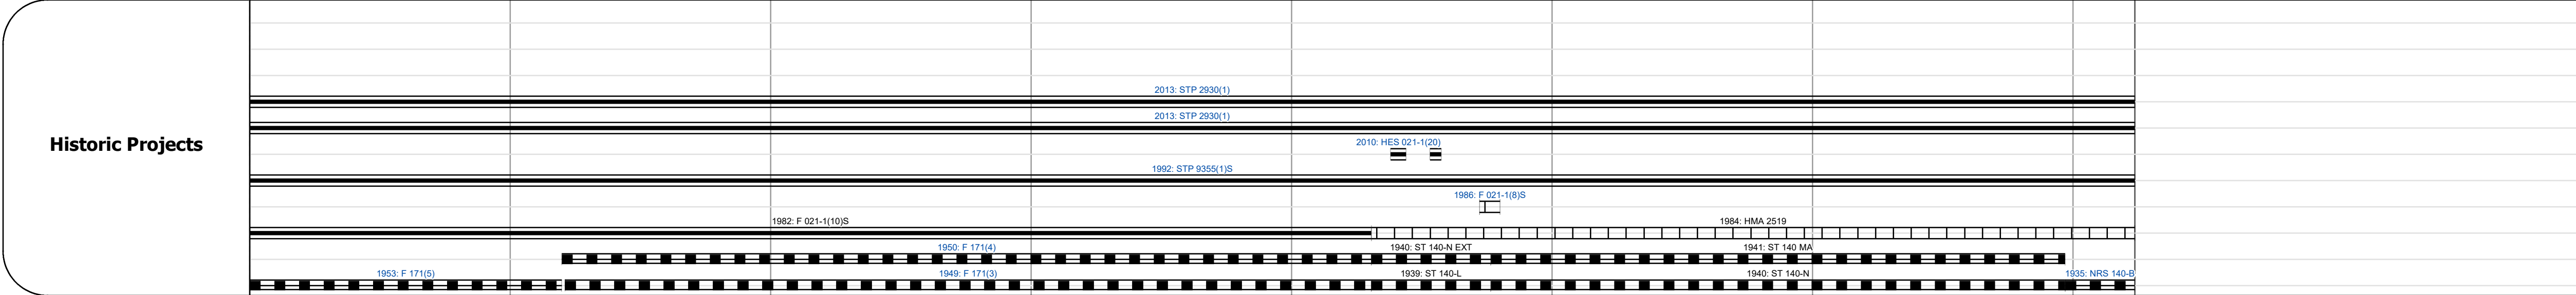 2013: STP 2930(1)
2013: STP 2930(1)
Historic Projects
2010: HES 021-1(20)
1992: STP 9355(1)S
1986: F 021-1(8)S
1982: F 021-1(10)S 1984: HMA 2519
1950: F 171(4) 1940: ST 140-N EXT 1941: ST 140 MA
1953: F 171(5) 1949: F 171(3) 1939: ST 140-L 1940: ST 140-N 1935: NRS 140-B